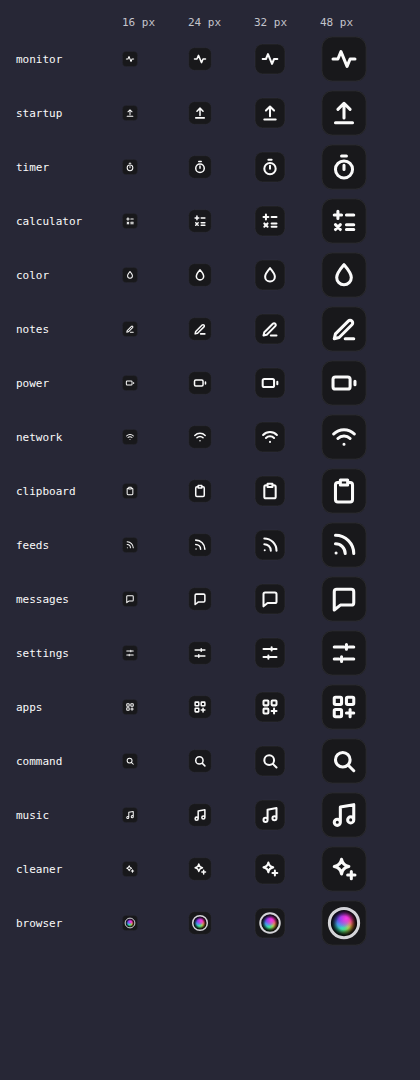 16 px 24 px 32 px 48 px
monitor
startup
timer
calculator
color
notes
power
network
clipboard
feeds
messages
settings
apps
command
music
cleaner
browser